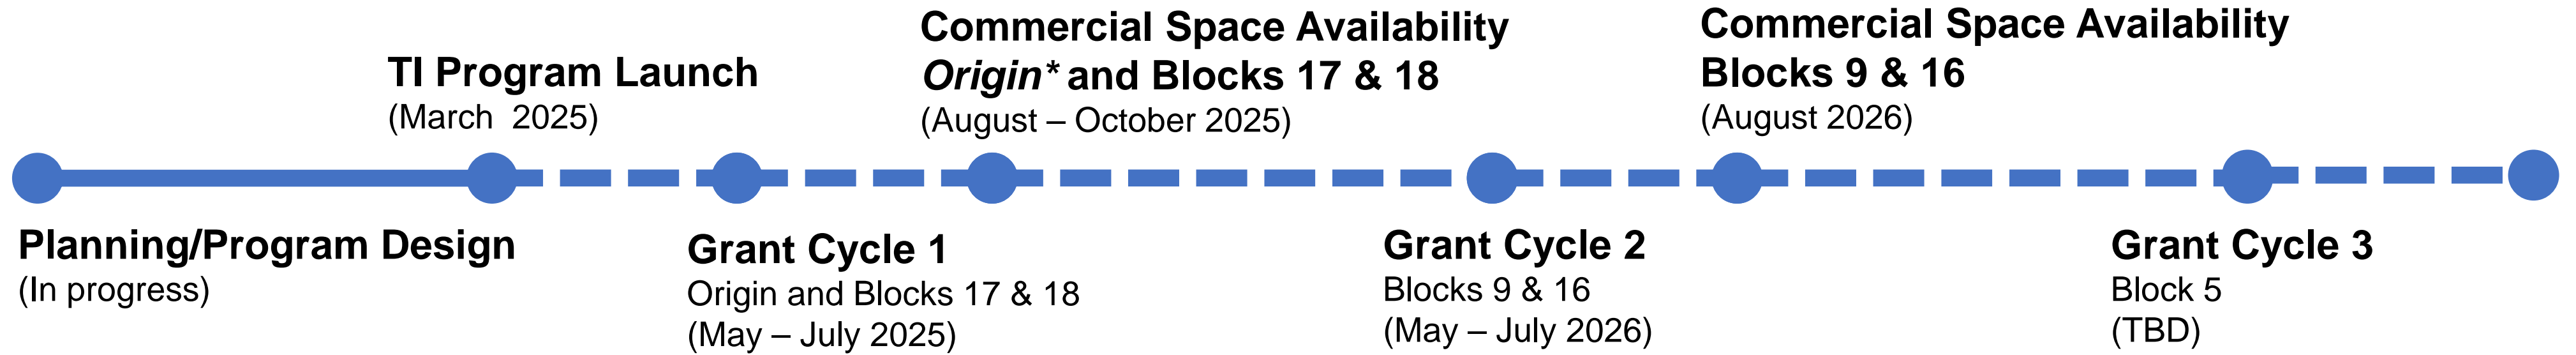 Planning/Program Design
(In progress)
TI Program Launch
(March  2025)
Grant Cycle 1
Origin and Blocks 17 & 18
(May – July 2025)
Commercial Space Availability
Origin* and Blocks 17 & 18
(August – October 2025)
Grant Cycle 2
Blocks 9 & 16
(May – July 2026)
Commercial Space Availability
Blocks 9 & 16
(August 2026)
Grant Cycle 3
Block 5
(TBD)